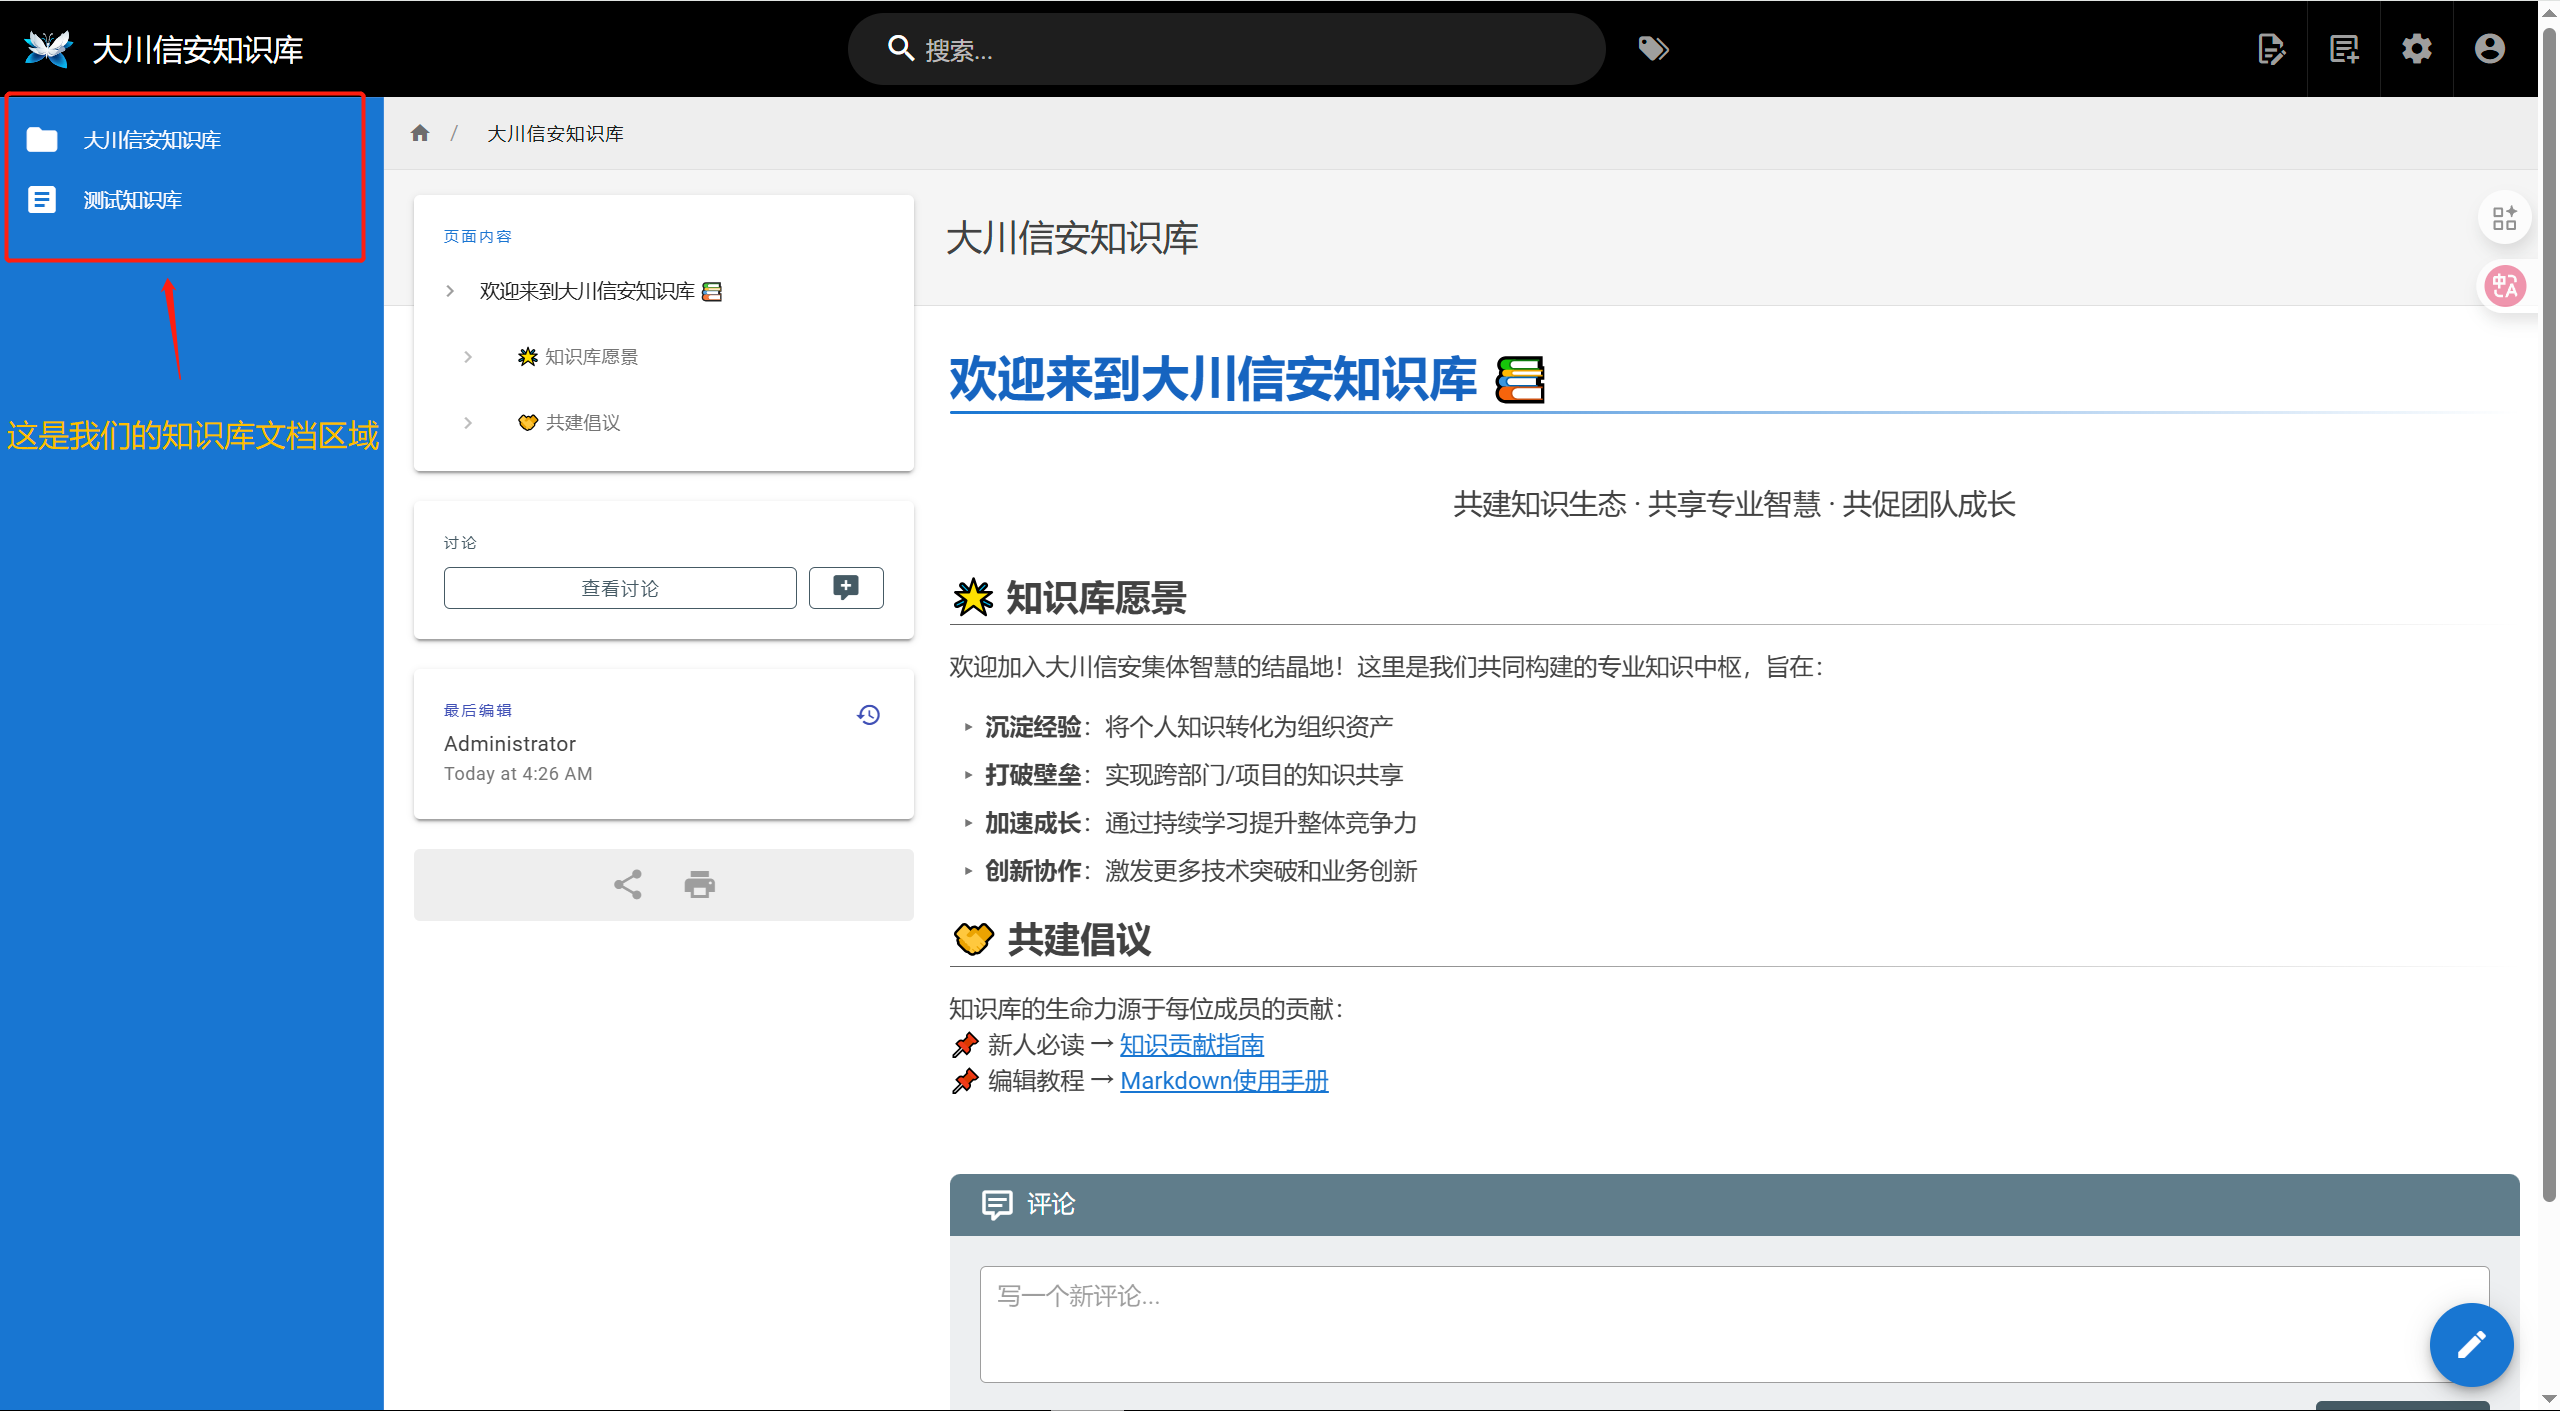 大川信安知识库
搜索...
大川信安知识库
测试知识库
这是我们的知识库文档区域
/ 大川信安知识库
页面内容
欢迎来到大川信安知识库 📚
🌟 知识库愿景
🤝 共建倡议
讨论
查看讨论
最后编辑
Administrator
Today at 4:26 AM
大川信安知识库
欢迎来到大川信安知识库 📚
共建知识生态 · 共享专业智慧 · 共促团队成长
🌟 知识库愿景
欢迎加入大川信安集体智慧的结晶地！这里是我们共同构建的专业知识中枢，旨在：
‣ 沉淀经验：将个人知识转化为组织资产
‣ 打破壁垒：实现跨部门/项目的知识共享
‣ 加速成长：通过持续学习提升整体竞争力
‣ 创新协作：激发更多技术突破和业务创新
🤝 共建倡议
知识库的生命力源于每位成员的贡献：
📌 新人必读 → 知识贡献指南
📌 编辑教程 → Markdown使用手册
评论
写一个新评论...
中A